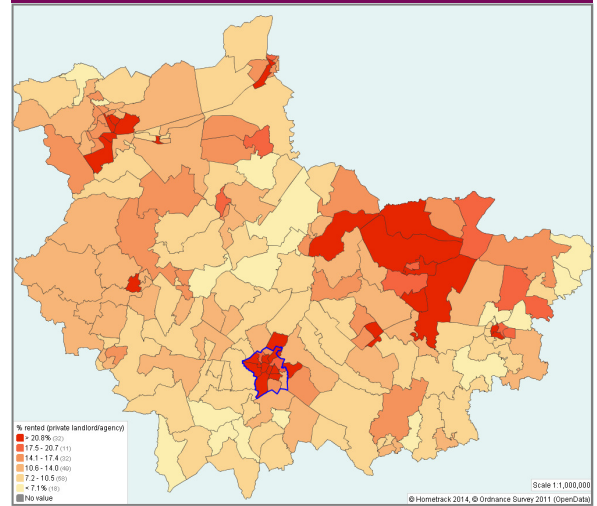 % rented (private landlord/agency)
> 20.8% (32)
17.5 - 20.7 (11)
14.1 - 17.4 (32)
10.6 - 14.0 (49)
7.2 - 10.5 (58)
< 7.1% (18)
No value
Scale 1:1,000,000
© Hometrack 2014, © Ordnance Survey 2011 (OpenData)